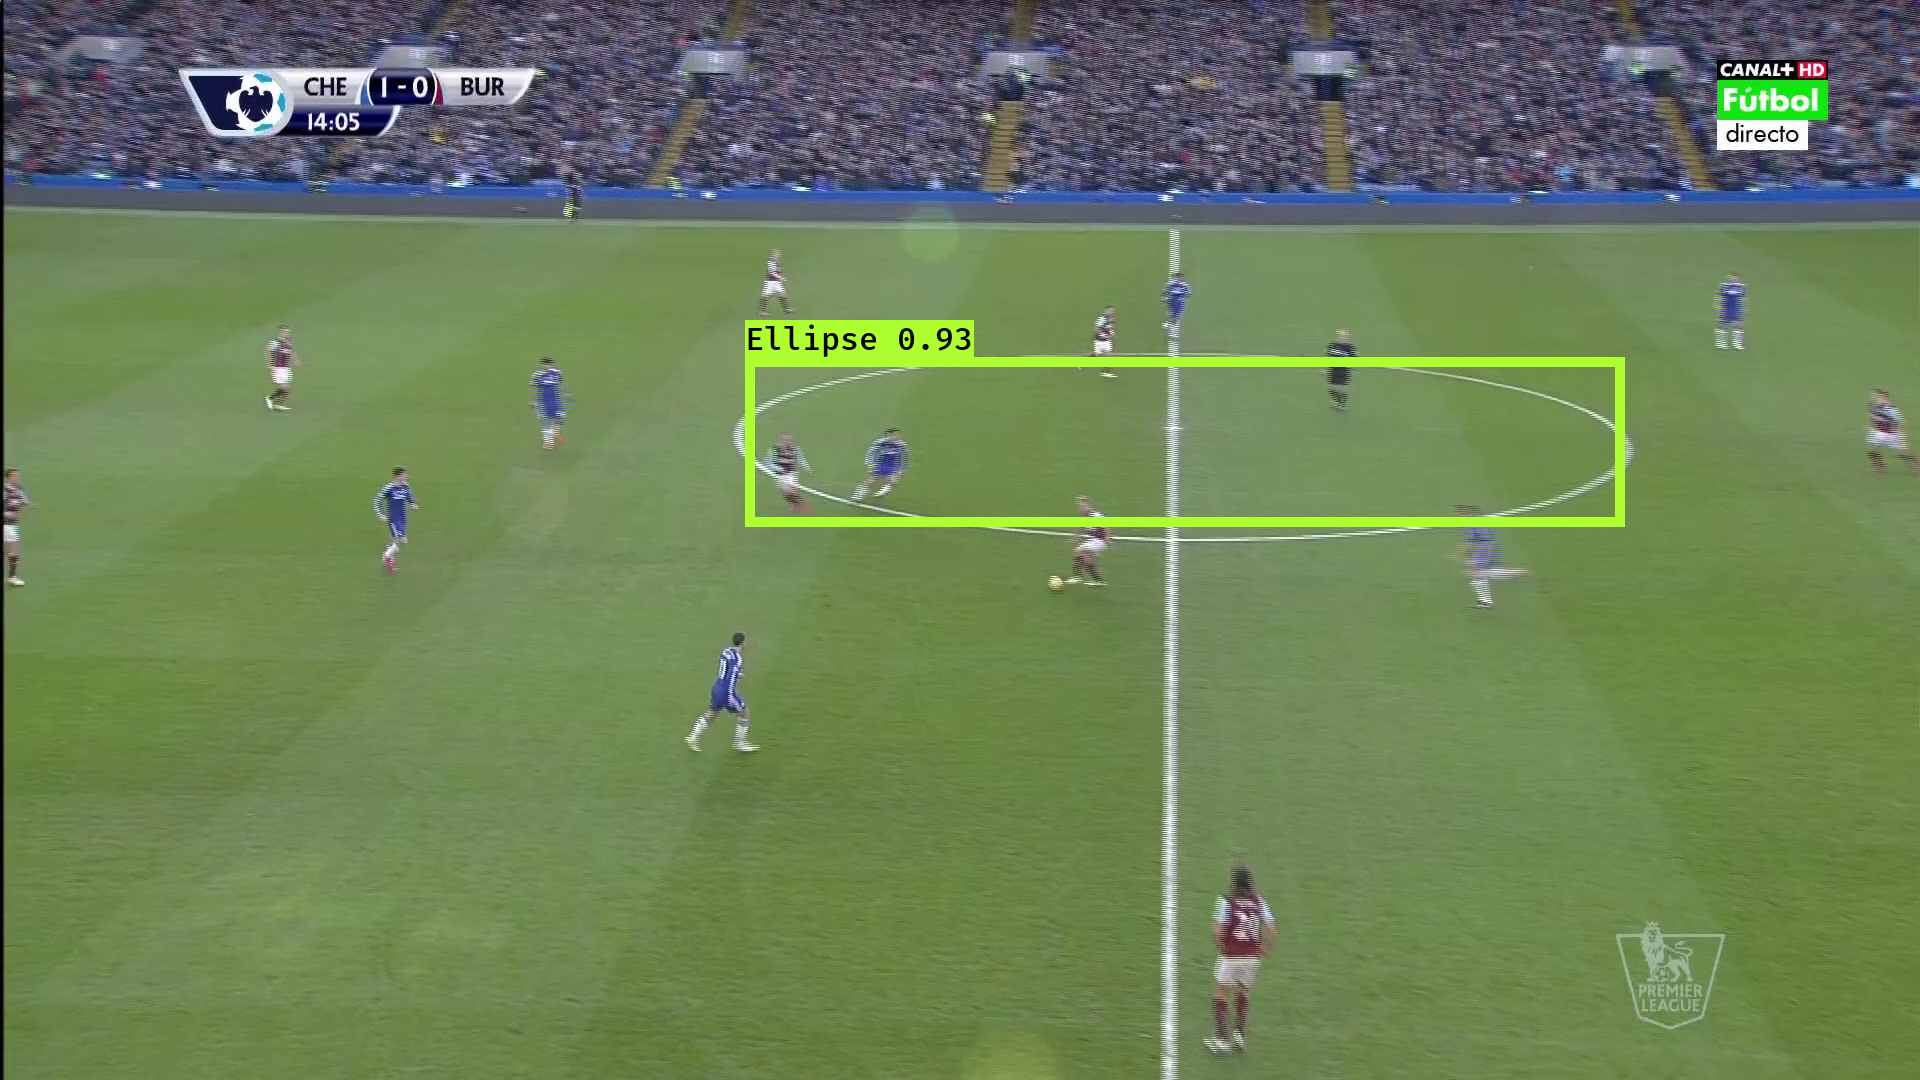 CHE 1-0 BUR
14:05
CANAL+ HD
Fútbol
directo
Ellipse 0.93
PREMIER
LEAGUE